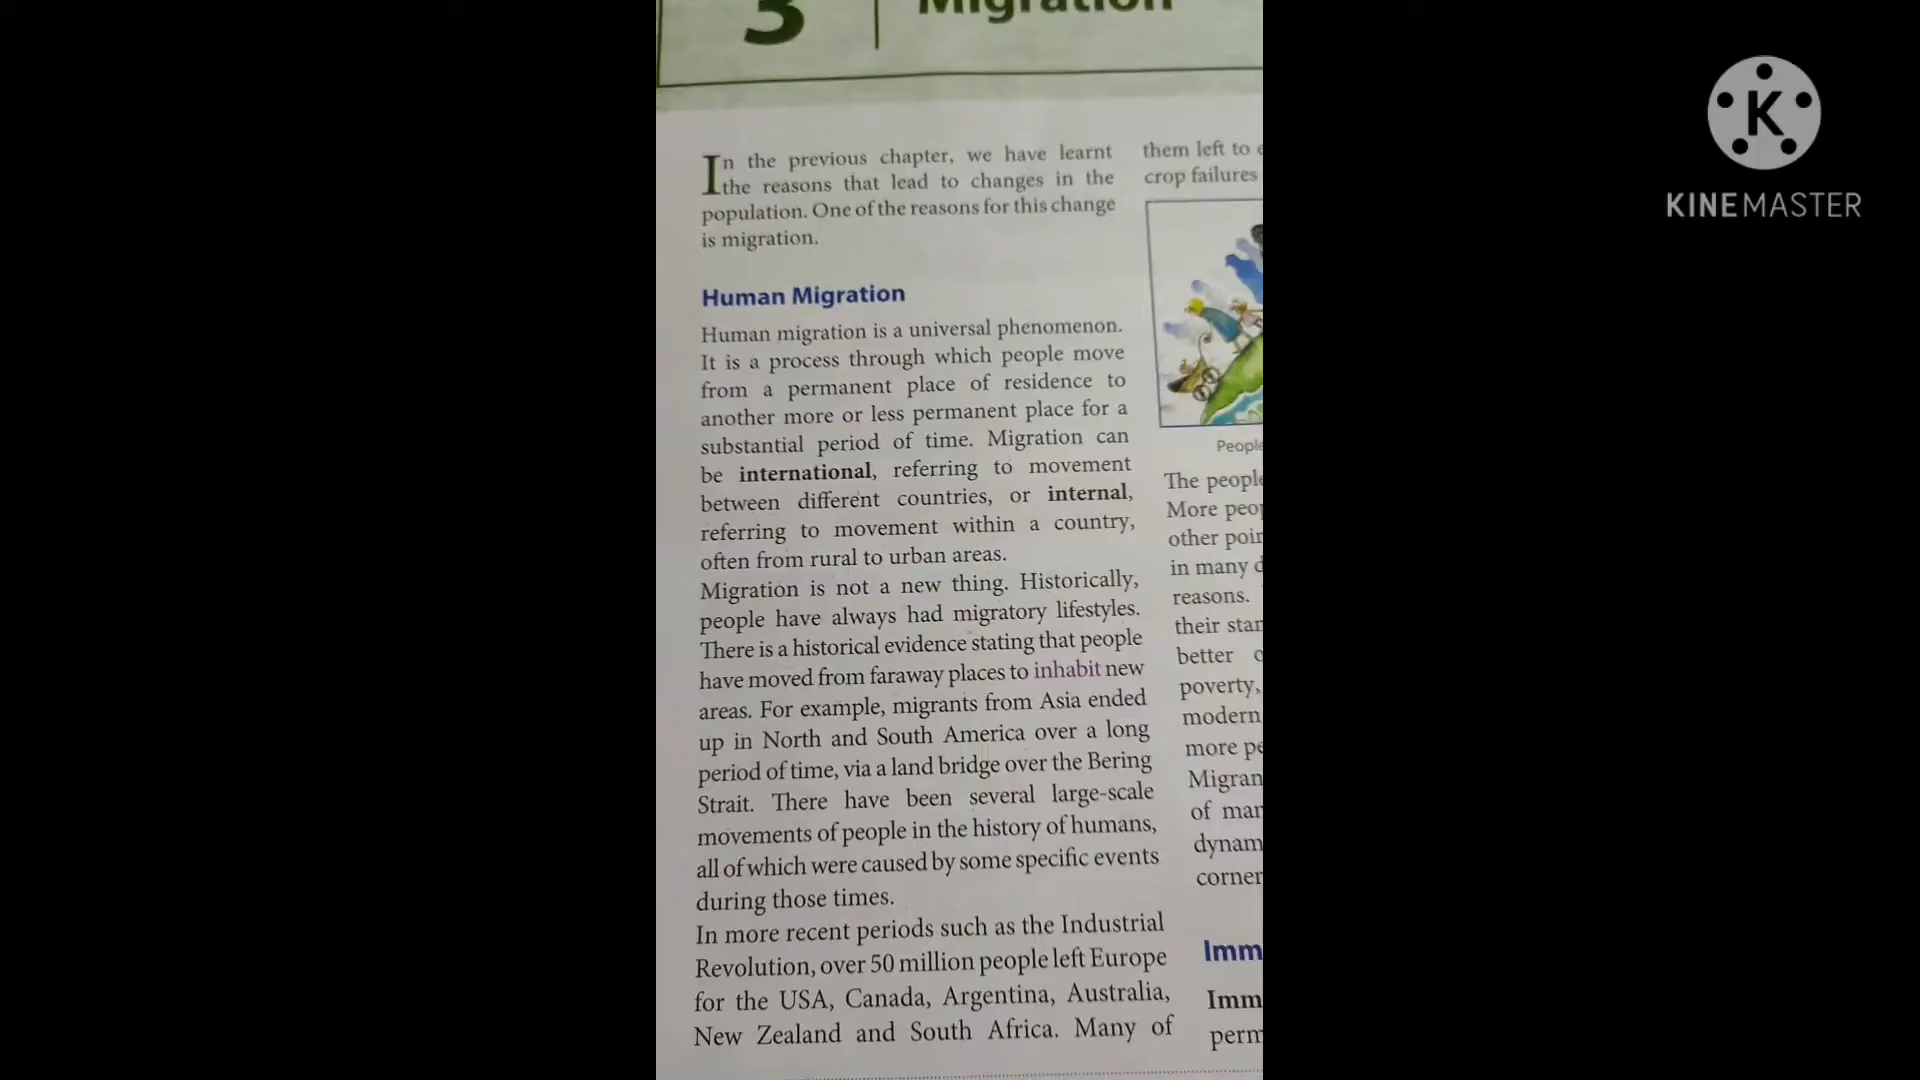 3
Migration
In the previous chapter, we have learnt
the reasons that lead to changes in the
population. One of the reasons for this change
is migration.
Human Migration
Human migration is a universal phenomenon.
It is a process through which people move
from a permanent place of residence to
another more or less permanent place for a
substantial period of time. Migration can
be international, referring to movement
between different countries, or internal,
referring to movement within a country,
often from rural to urban areas.
Migration is not a new thing. Historically,
people have always had migratory lifestyles.
There is a historical evidence stating that people
have moved from faraway places to inhabit new
areas. For example, migrants from Asia ended
up in North and South America over a long
period of time, via a land bridge over the Bering
Strait. There have been several large-scale
movements of people in the history of humans,
all of which were caused by some specific events
during those times.
In more recent periods such as the Industrial
Revolution, over 50 million people left Europe
for the USA, Canada, Argentina, Australia,
New Zealand and South Africa. Many of
them left to
crop failures
People
The people
More
other
in many
reasons.
their
better
poverty,
modern
more
of
K
KINEMASTER